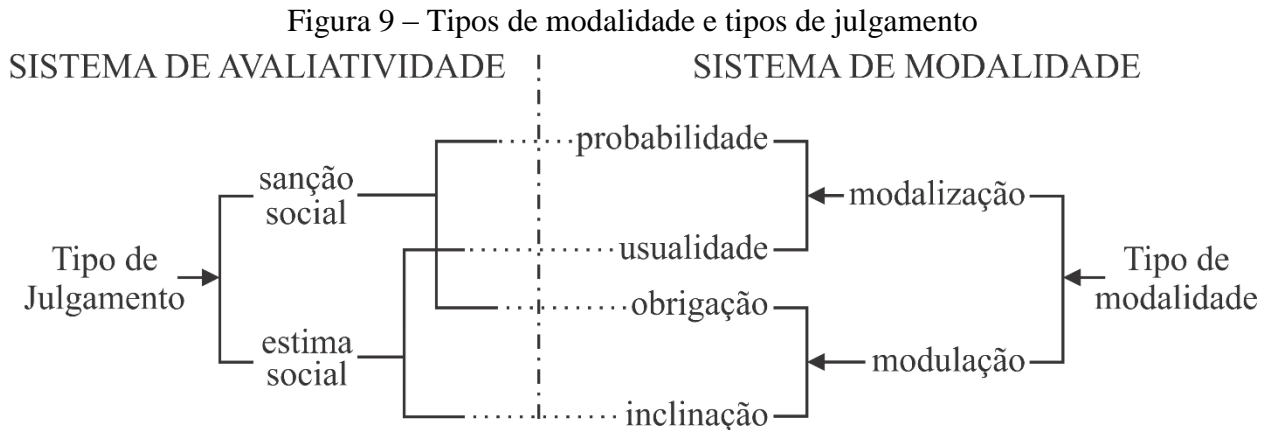 Figura 9 – Tipos de modalidade e tipos de julgamento
SISTEMA DE AVALIATIVIDADE
SISTEMA DE MODALIDADE
probabilidade
sanção
social
modalização
usualidade
Tipo de
Julgamento
Tipo de
modalidade
obrigação
estima
social
modulação
inclinação